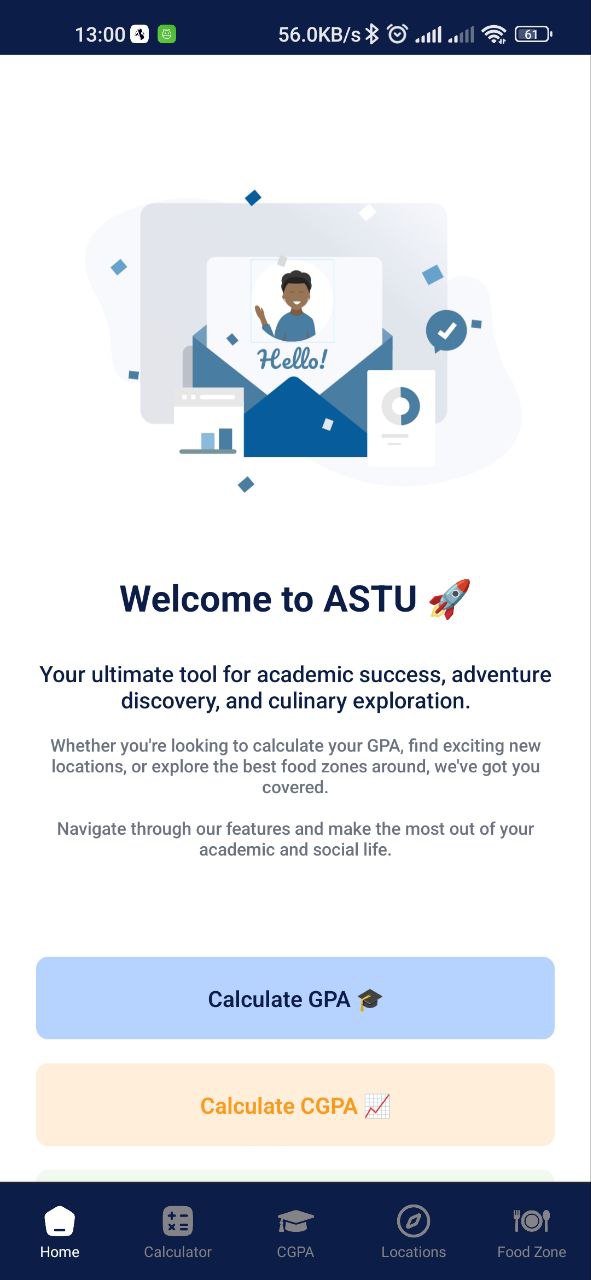 13:00 56.0KB/s 61
Hello!
Welcome to ASTU 🚀
Your ultimate tool for academic success, adventure
discovery, and culinary exploration.
Whether you're looking to calculate your GPA, find exciting new
locations, or explore the best food zones around, we've got you
covered.
Navigate through our features and make the most out of your
academic and social life.
Calculate GPA 🎓
Calculate CGPA 📈
Home Calculator CGPA Locations Food Zone